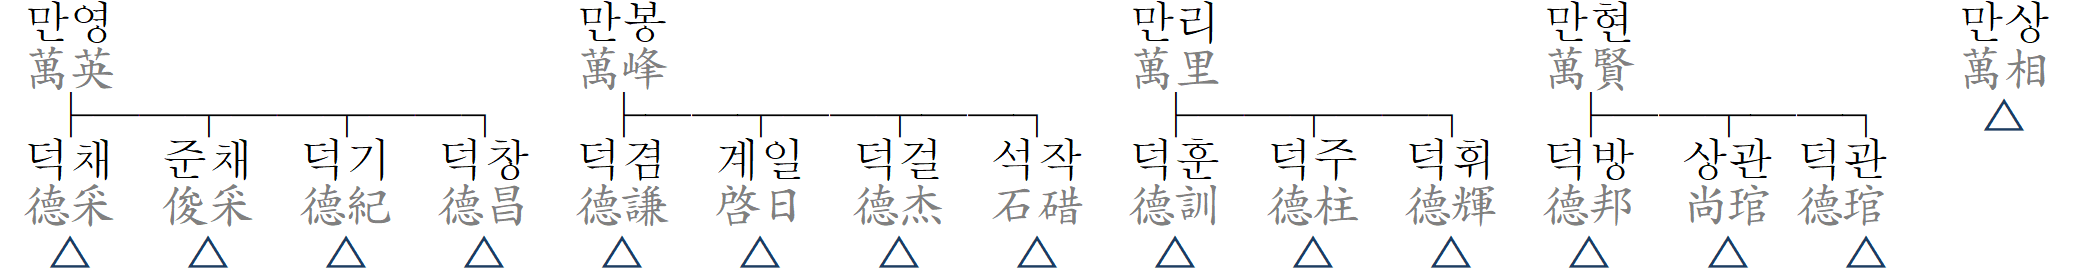 만영 만봉 만리 만현 만상
萬英 萬峰 萬里 萬賢 萬相
덕채 준채 덕기 덕창 덕겸 계일 덕걸 석작 덕훈 덕주 덕휘 덕방 상관 덕관
德采 俊采 德紀 德昌 德謙 啓日 德杰 石碏 德訓 德柱 德輝 德邦 尚琯 德琯